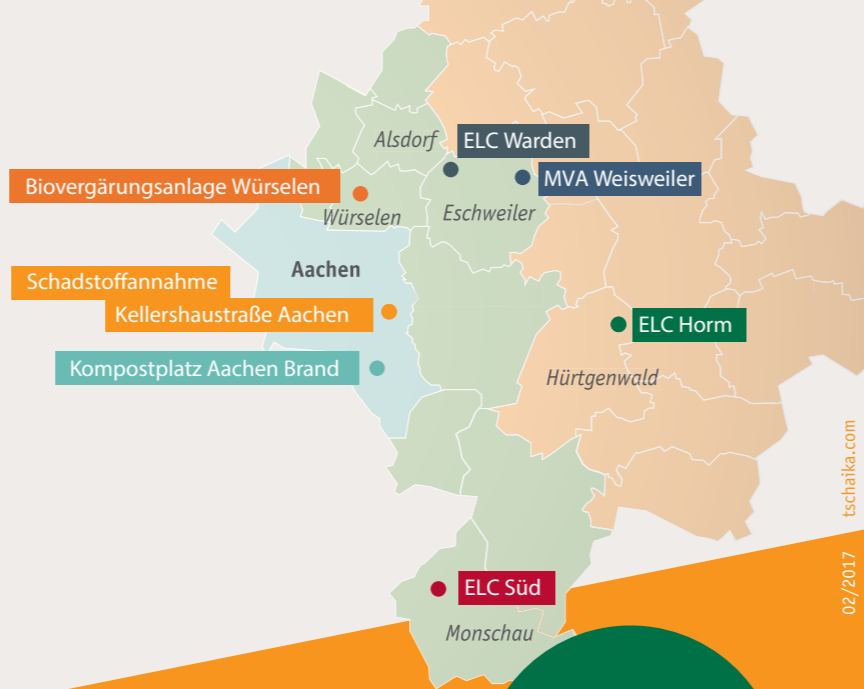 Alsdorf
ELC Warden
MVA Weisweiler
Biovergärungsanlage Würselen
Würselen
Eschweiler
Aachen
Schadstoffannahme
Kellershaustraße Aachen
ELC Horm
Kompostplatz Aachen Brand
Hürtgenwald
ELC Süd
Monschau
02/2017 tschaika.com